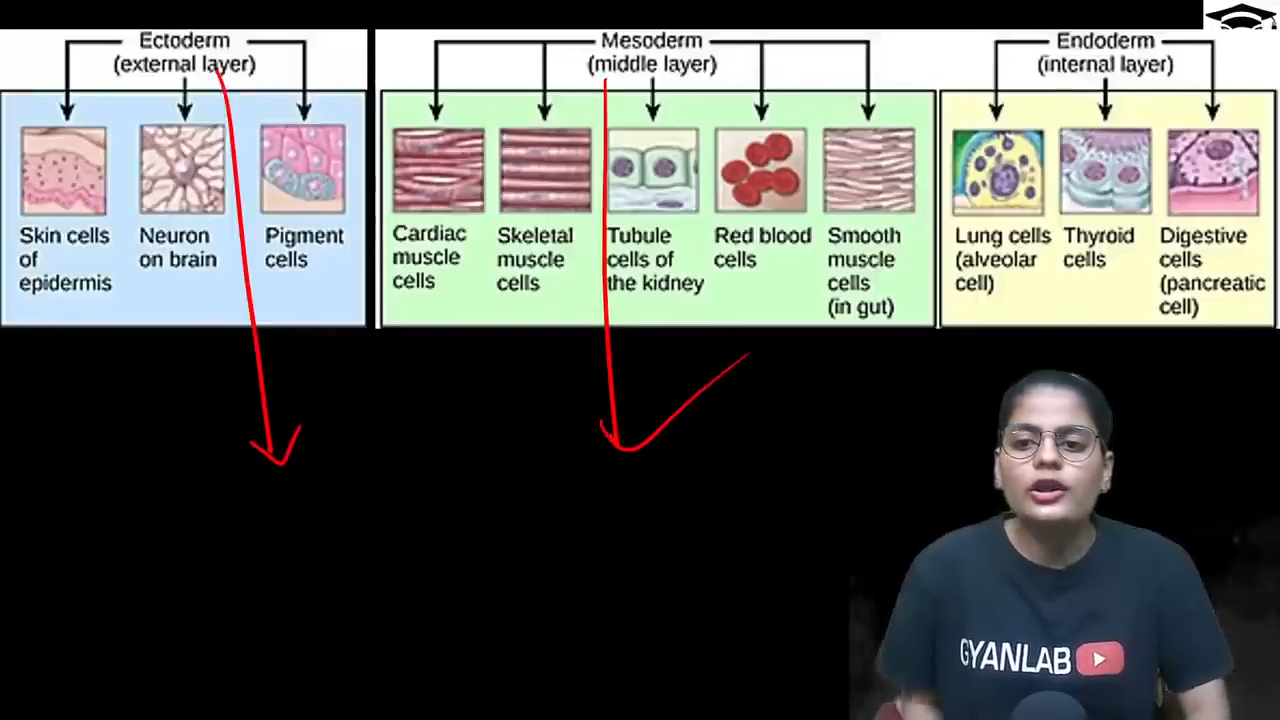 Ectoderm
(external layer)
Skin cells
of
epidermis
Neuron
on brain
Pigment
cells
Mesoderm
(middle layer)
Cardiac
muscle
cells
Skeletal
muscle
cells
Tubule
cells of
the kidney
Red blood
cells
Smooth
muscle
cells
(in gut)
Endoderm
(internal layer)
Lung cells
(alveolar
cell)
Thyroid
cells
Digestive
cells
(pancreatic
cell)
GYANLAB